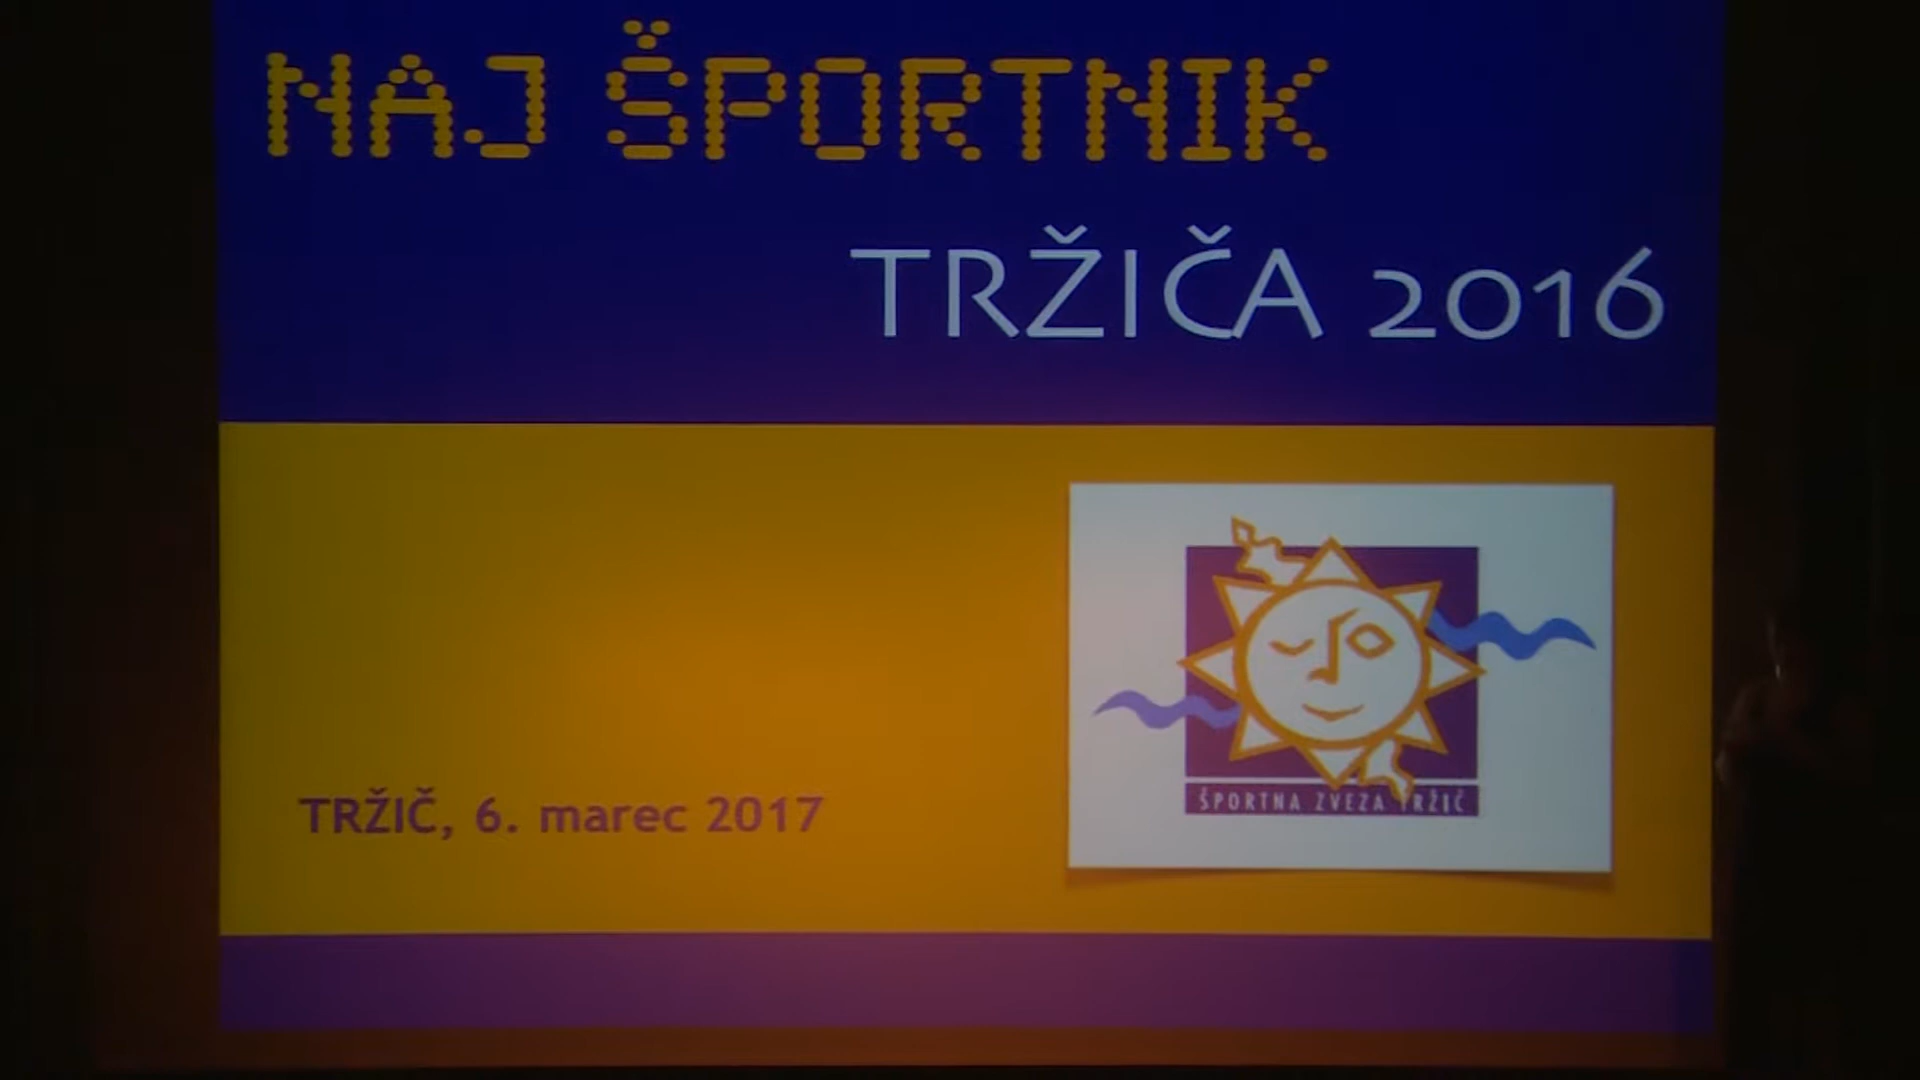 NAJ ŠPORTNIK
TRŽIČA 2016
TRŽIČ, 6. marec 2017
ŠPORTNA ZVEZA TRŽIČ